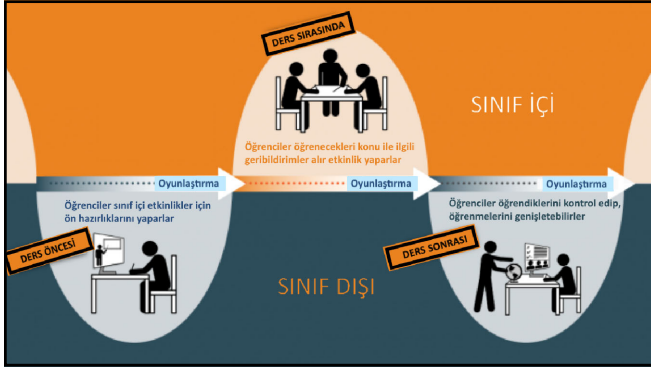 DERS SIRASINDA
SINIF İÇİ
Öğrenciler öğrenecekleri konu ile ilgili
geribildirimler alır etkinlik yaparlar
Oyunlaştırma
Oyunlaştırma
Oyunlaştırma
Öğrenciler sınıf içi etkinlikler için
ön hazırlıklarını yaparlar
Öğrenciler öğrendiklerini kontrol edip,
öğrenmelerini genişletebilirler
DERS ÖNCESİ
DERS SONRASI
SINIF DIŞI